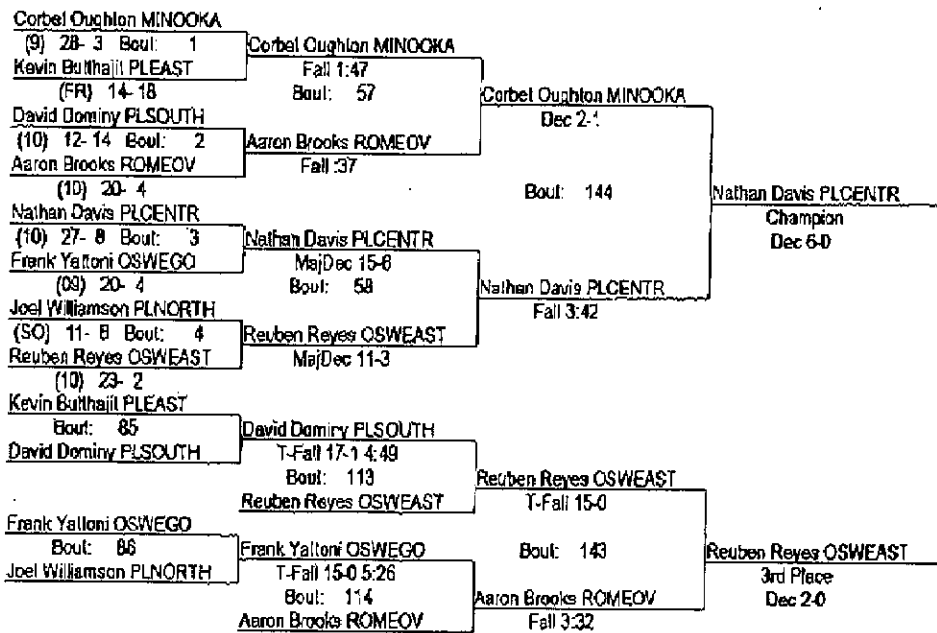 Corbel Oughton MINOOKA
(9) 28- 3 Bout: 1
Kevin Bulthajil PLEAST
(FR) 14- 18
David Dominy PLSOUTH
(10) 12- 14 Bout: 2
Aaron Brooks ROMEOV
(10) 20- 4
Nathan Davis PLCENTR
(10) 27- 8 Bout: 3
Frank Yattoni OSWEGO
(09) 20- 4
Joel Williamson PLNORTH
(SO) 11- 8 Bout: 4
Reuben Reyes OSWEAST
(10) 23- 2
Kevin Bulthajil PLEAST
Bout: 85
David Dominy PLSOUTH
Frank Yattoni OSWEGO
Bout: 86
Joel Williamson PLNORTH
Corbel Oughton MINOOKA
Fall 1:47
Bout: 57
Aaron Brooks ROMEOV
Fall :37
Nathan Davis PLCENTR
MajDec 15-6
Bout: 58
Reuben Reyes OSWEAST
MajDec 11-3
David Dominy PLSOUTH
T-Fall 17-1 4:49
Bout: 113
Reuben Reyes OSWEAST
Frank Yattoni OSWEGO
T-Fall 15-0 5:26
Bout: 114
Aaron Brooks ROMEOV
Corbel Oughton MINOOKA
Dec 2-1
Bout: 144
Nathan Davis PLCENTR
Fall 3:42
Reuben Reyes OSWEAST
T-Fall 15-0
Bout: 143
Aaron Brooks ROMEOV
Fall 3:32
Nathan Davis PLCENTR
Champion
Dec 6-0
Reuben Reyes OSWEAST
3rd Place
Dec 2-0